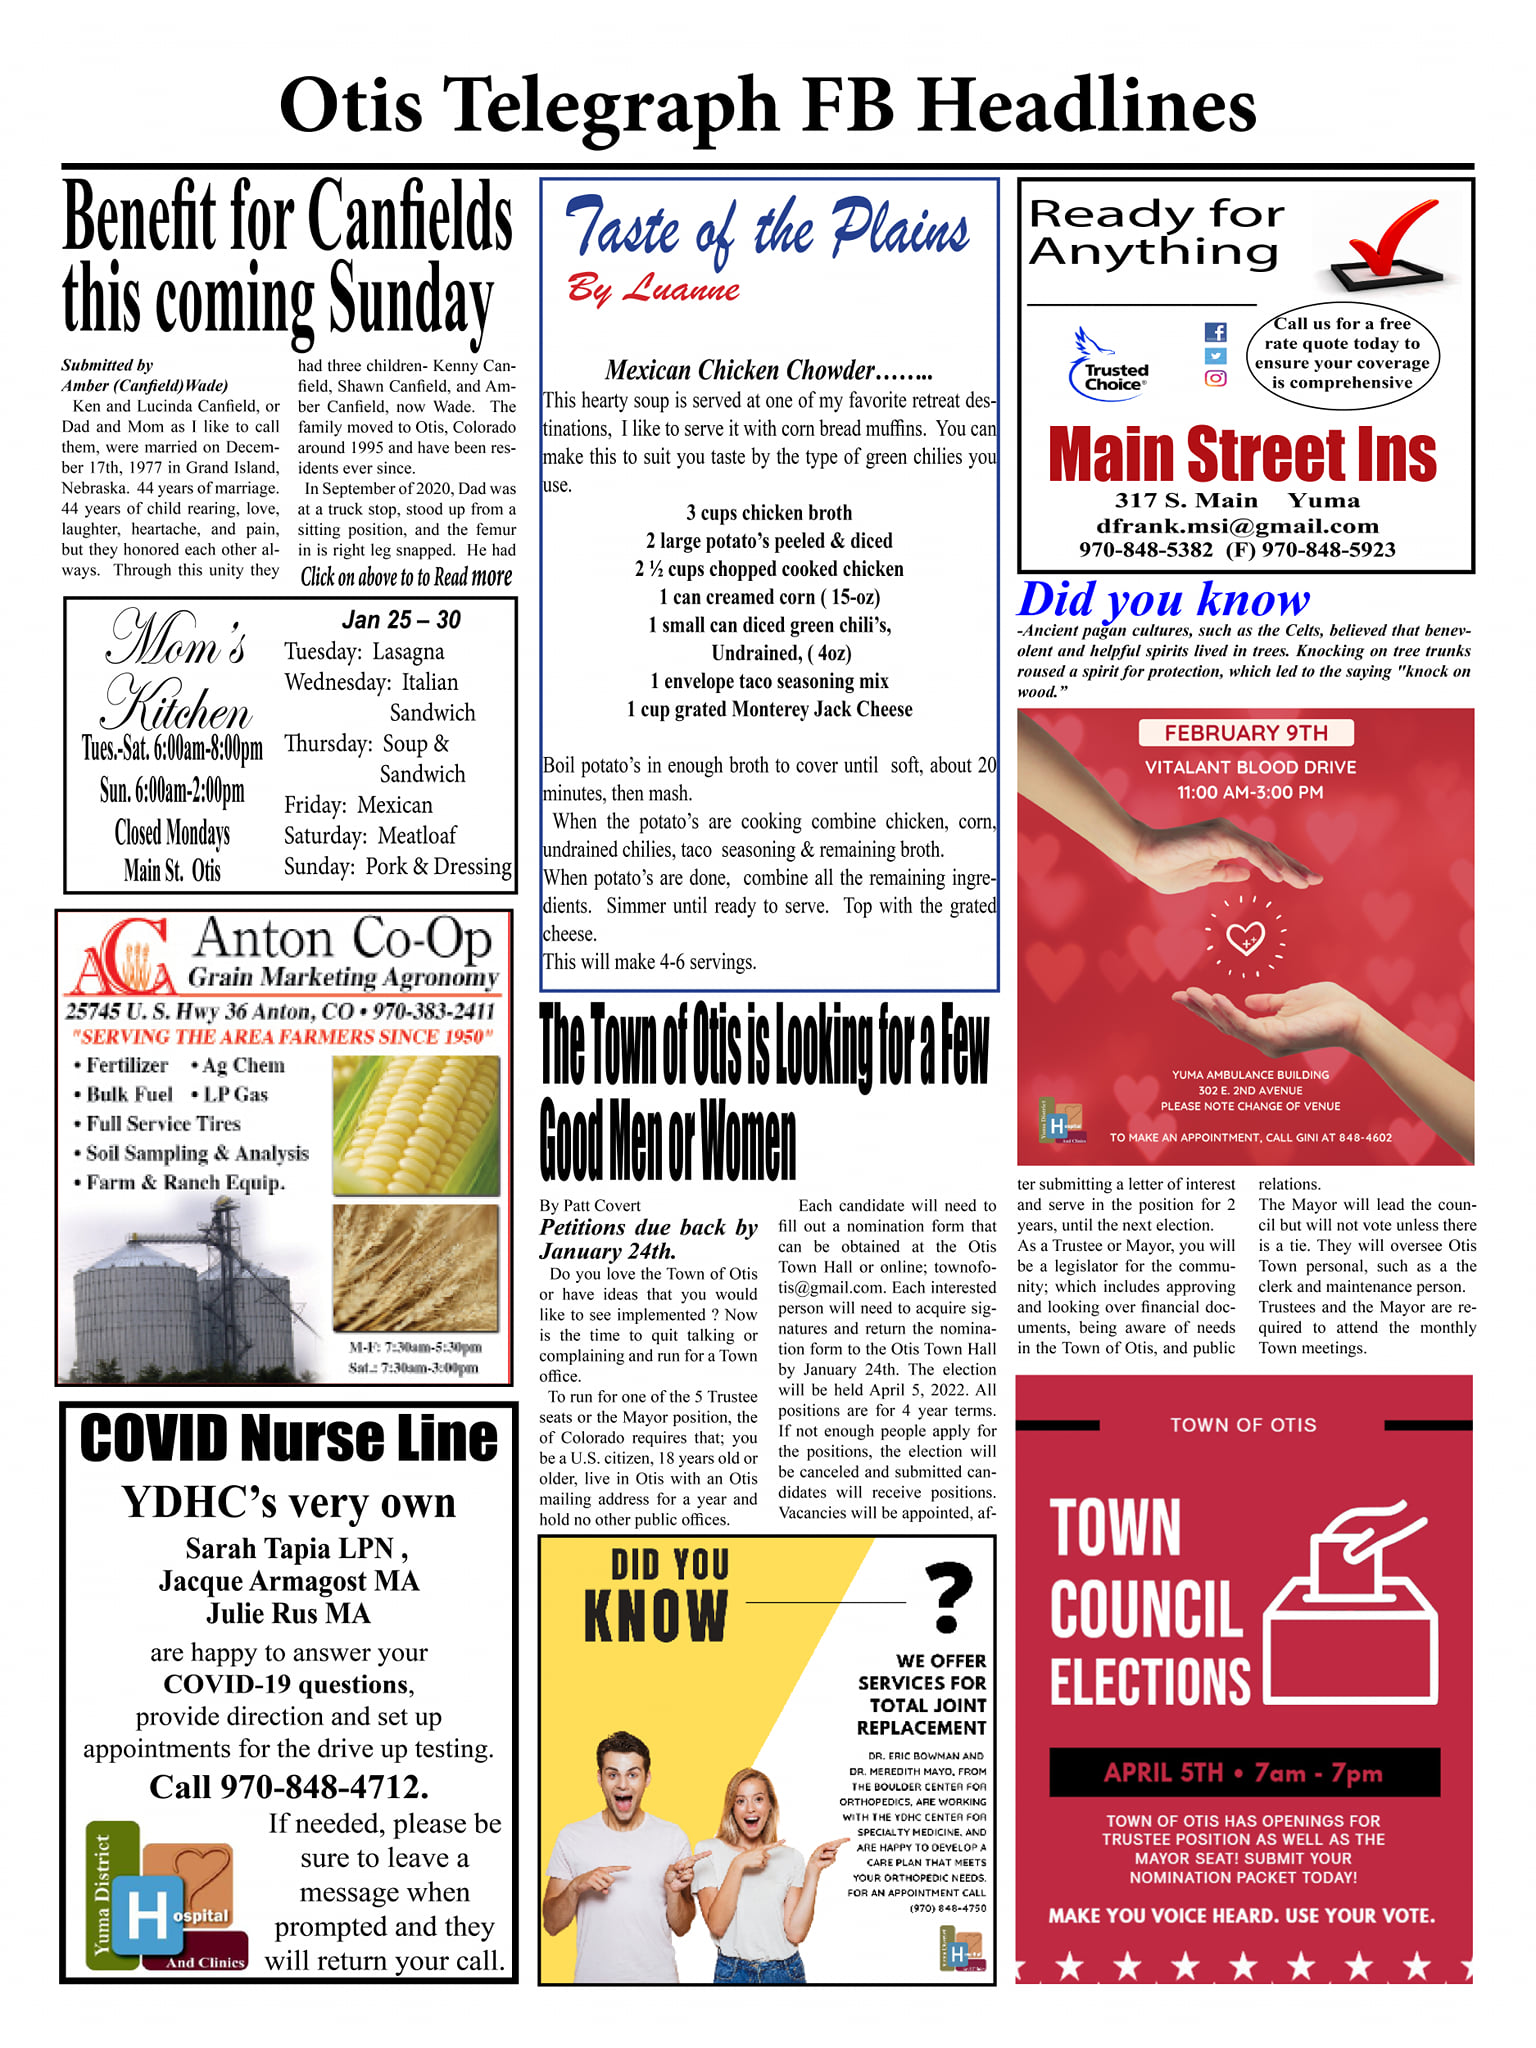 Otis Telegraph FB Headlines
Benefit for Canfields
this coming Sunday
Submitted by
Amber (Canfield)Wade)
Ken and Lucinda Canfield, or
Dad and Mom as I like to call
them, were married on Decem-
ber 17th, 1977 in Grand Island,
Nebraska. 44 years of marriage.
44 years of child rearing, love,
laughter, heartache, and pain,
but they honored each other al-
ways. Through this unity they
had three children- Kenny Can-
field, Shawn Canfield, and Am-
ber Canfield, now Wade. The
family moved to Otis, Colorado
around 1995 and have been res-
idents ever since.
In September of 2020, Dad was
at a truck stop, stood up from a
sitting position, and the femur
in is right leg snapped. He had
Click on above to to Read more
Mom's
Kitchen
Tues.-Sat. 6:00am-8:00pm
Sun. 6:00am-2:00pm
Closed Mondays
Main St. Otis
Jan 25 – 30
Tuesday: Lasagna
Wednesday: Italian
Sandwich
Thursday: Soup &
Sandwich
Friday: Mexican
Saturday: Meatloaf
Sunday: Pork & Dressing
ACA
Anton Co-Op
Grain Marketing Agronomy
25745 U. S. Hwy 36 Anton, CO • 970-383-2411
"SERVING THE AREA FARMERS SINCE 1950"
• Fertilizer • Ag Chem
• Bulk Fuel • LP Gas
• Full Service Tires
• Soil Sampling & Analysis
• Farm & Ranch Equip.
M-F: 7:30am-5:30pm
Sat.: 7:30am-3:00pm
COVID Nurse Line
YDHC's very own
Sarah Tapia LPN ,
Jacque Armagost MA
Julie Rus MA
are happy to answer your
COVID-19 questions,
provide direction and set up
appointments for the drive up testing.
Call 970-848-4712.
If needed, please be
sure to leave a
message when
prompted and they
will return your call.
Yuma District
Hospital
And Clinics
Taste of the Plains
By Luanne
Mexican Chicken Chowder……..
This hearty soup is served at one of my favorite retreat des-
tinations, I like to serve it with corn bread muffins. You can
make this to suit you taste by the type of green chilies you
use.
3 cups chicken broth
2 large potato's peeled & diced
2 ½ cups chopped cooked chicken
1 can creamed corn ( 15-oz)
1 small can diced green chili's,
Undrained, ( 4oz)
1 envelope taco seasoning mix
1 cup grated Monterey Jack Cheese
Boil potato's in enough broth to cover until soft, about 20
minutes, then mash.
When the potato's are cooking combine chicken, corn,
undrained chilies, taco seasoning & remaining broth.
When potato's are done, combine all the remaining ingre-
dients. Simmer until ready to serve. Top with the grated
cheese.
This will make 4-6 servings.
The Town of Otis is Looking for a Few
Good Men or Women
By Patt Covert
Petitions due back by
January 24th.
Do you love the Town of Otis
or have ideas that you would
like to see implemented ? Now
is the time to quit talking or
complaining and run for a Town
office.
To run for one of the 5 Trustee
seats or the Mayor position, the
of Colorado requires that; you
be a U.S. citizen, 18 years old or
older, live in Otis with an Otis
mailing address for a year and
hold no other public offices.
Each candidate will need to
fill out a nomination form that
can be obtained at the Otis
Town Hall or online; townofo-
tis@gmail.com. Each interested
person will need to acquire sig-
natures and return the nomina-
tion form to the Otis Town Hall
by January 24th. The election
will be held April 5, 2022. All
positions are for 4 year terms.
If not enough people apply for
the positions, the election will
be canceled and submitted can-
didates will receive positions.
Vacancies will be appointed, af-
ter submitting a letter of interest
and serve in the position for 2
years, until the next election.
As a Trustee or Mayor, you will
be a legislator for the commu-
nity; which includes approving
and looking over financial doc-
uments, being aware of needs
in the Town of Otis, and public
relations.
The Mayor will lead the coun-
cil but will not vote unless there
is a tie. They will oversee Otis
Town personal, such as a the
clerk and maintenance person.
Trustees and the Mayor are re-
quired to attend the monthly
Town meetings.
DID YOU
KNOW
?
WE OFFER
SERVICES FOR
TOTAL JOINT
REPLACEMENT
DR. ERIC BOWMAN AND
DR. MEREDITH MAYO, FROM
THE BOULDER CENTER FOR
ORTHOPEDICS, ARE WORKING
WITH THE YDHC CENTER FOR
SPECIALTY MEDICINE, AND
ARE HAPPY TO DEVELOP A
CARE PLAN THAT MEETS
YOUR ORTHOPEDIC NEEDS.
FOR AN APPOINTMENT CALL
(970) 848-4750
Ready for
Anything
Trusted
Choice®
Call us for a free
rate quote today to
ensure your coverage
is comprehensive
Main Street Ins
317 S. Main Yuma
dfrank.msi@gmail.com
970-848-5382 (F) 970-848-5923
Did you know
-Ancient pagan cultures, such as the Celts, believed that benev-
olent and helpful spirits lived in trees. Knocking on tree trunks
roused a spirit for protection, which led to the saying "knock on
wood.”
FEBRUARY 9TH
VITALANT BLOOD DRIVE
11:00 AM-3:00 PM
YUMA AMBULANCE BUILDING
302 E. 2ND AVENUE
PLEASE NOTE CHANGE OF VENUE
TO MAKE AN APPOINTMENT, CALL GINI AT 848-4602
Yuma District
Hospital
And Clinics
TOWN OF OTIS
TOWN
COUNCIL
ELECTIONS
APRIL 5TH • 7am - 7pm
TOWN OF OTIS HAS OPENINGS FOR
TRUSTEE POSITION AS WELL AS THE
MAYOR SEAT! SUBMIT YOUR
NOMINATION PACKET TODAY!
MAKE YOU VOICE HEARD. USE YOUR VOTE.